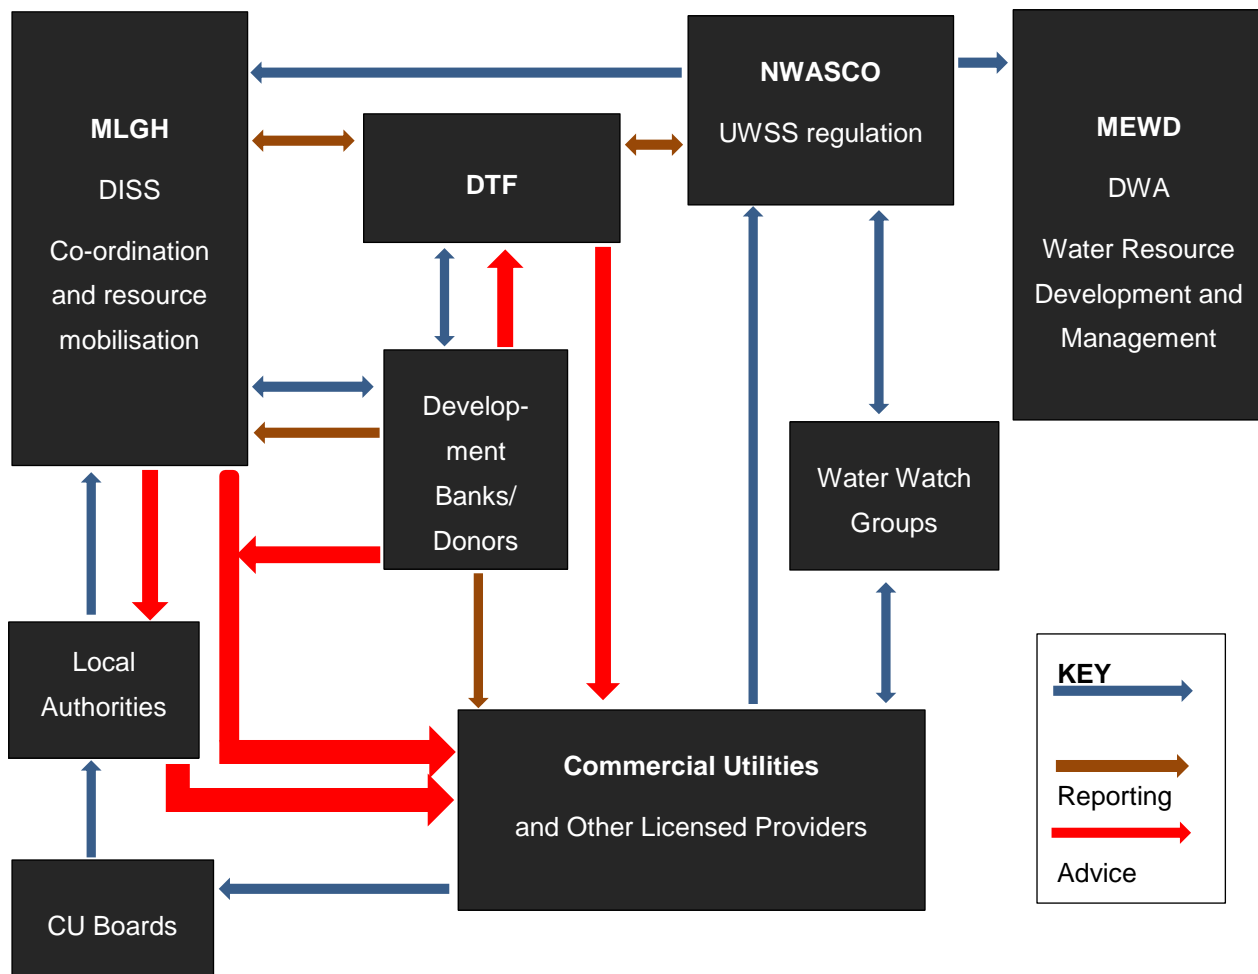 MLGH
DISS
Co-ordination
and resource
mobilisation
DTF
NWASCO
UWSS regulation
MEWD
DWA
Water Resource
Development and
Management
Develop-
ment
Banks/
Donors
Water Watch
Groups
Local
Authorities
Commercial Utilities
and Other Licensed Providers
CU Boards
KEY
Reporting
Advice